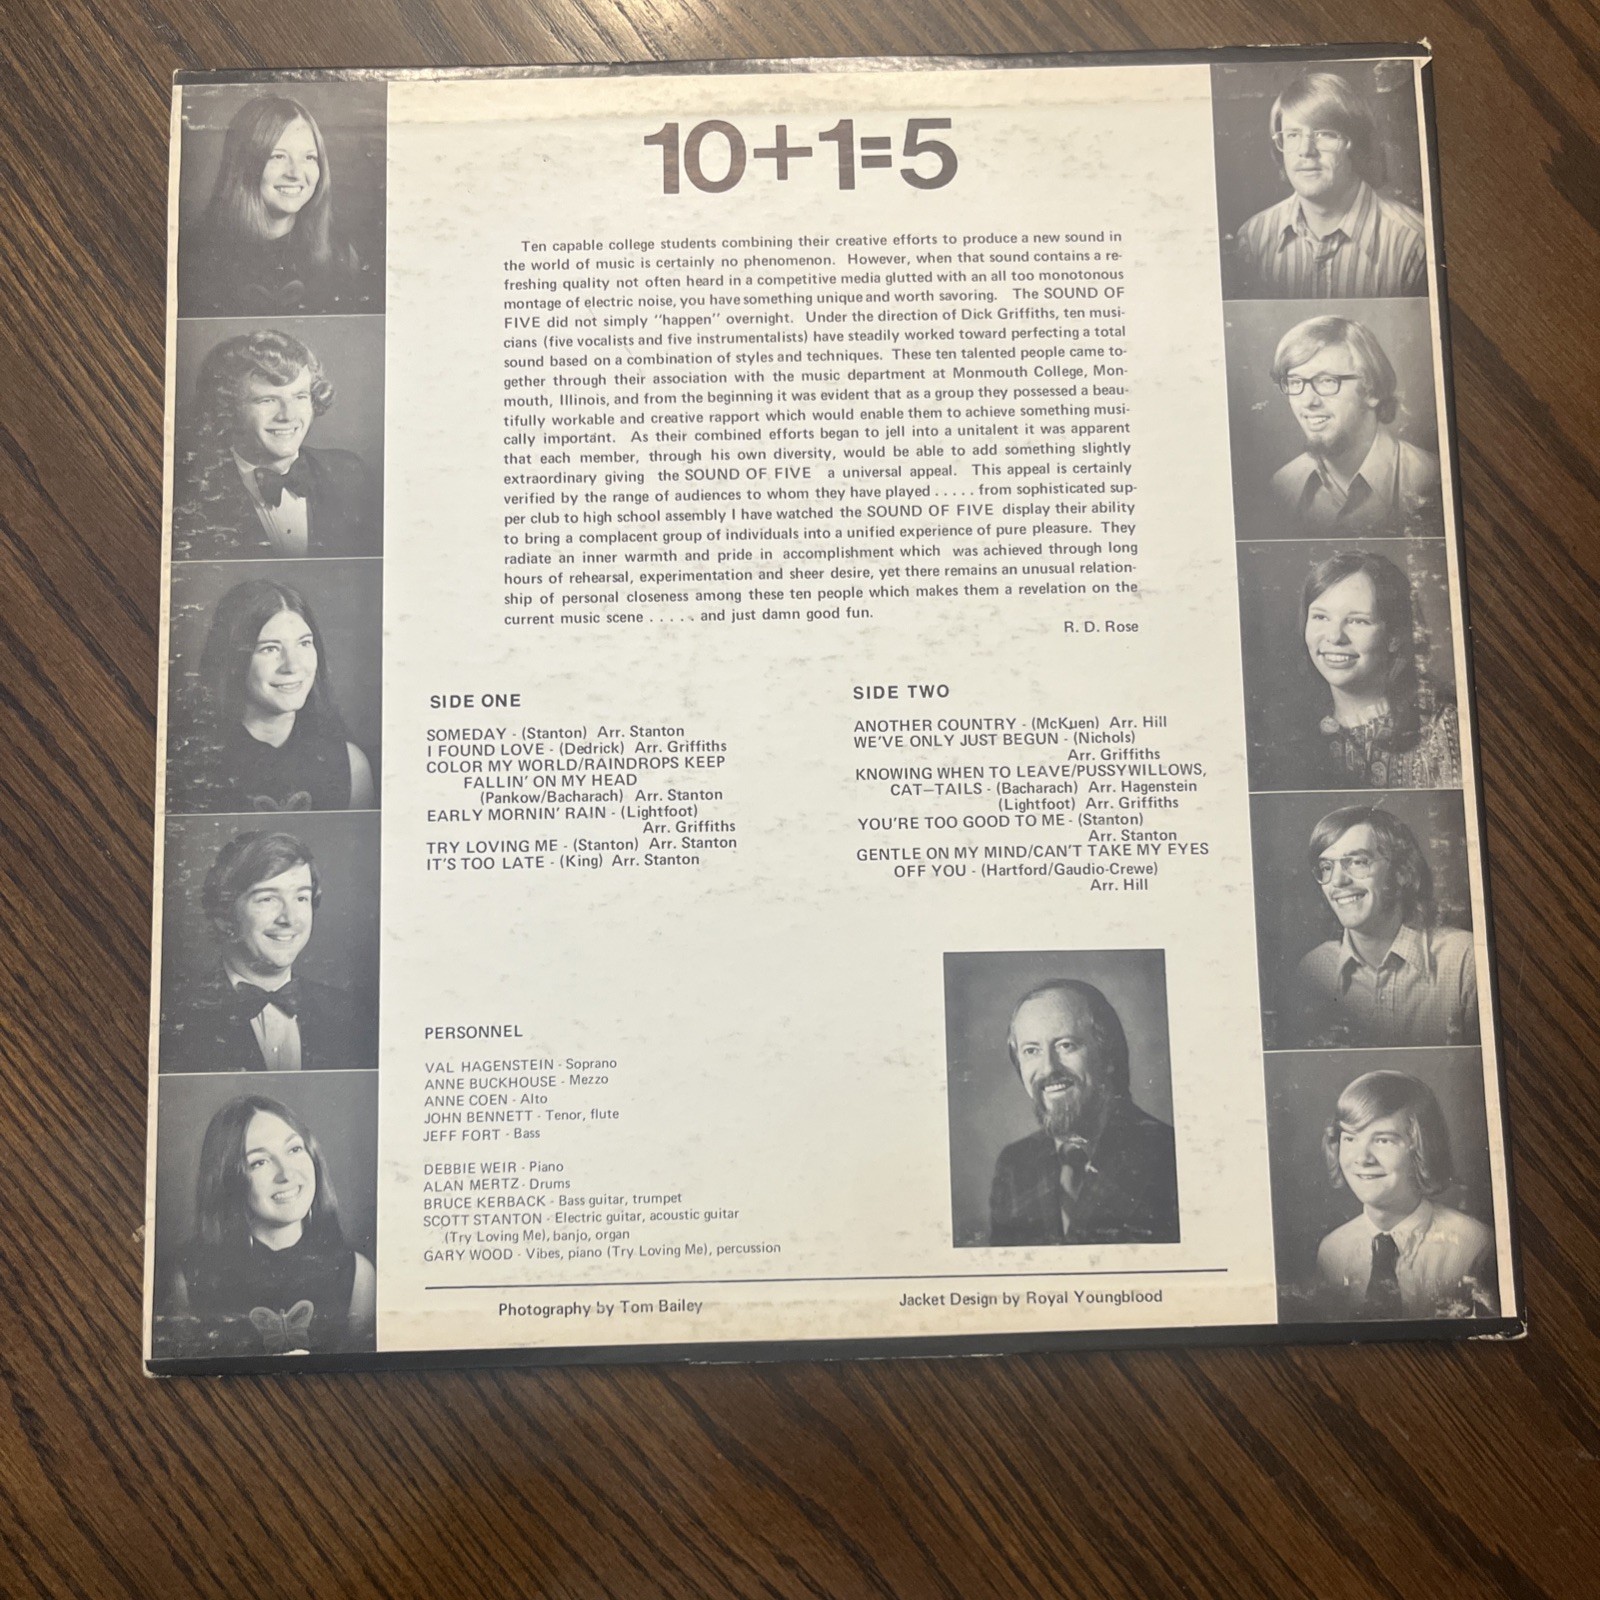 10+1=5
Ten capable college students combining their creative efforts to produce a new sound in
the world of music is certainly no phenomenon. However, when that sound contains a re-
freshing quality not often heard in a competitive media glutted with an all too monotonous
montage of electric noise, you have something unique and worth savoring. The SOUND OF
FIVE did not simply "happen" overnight. Under the direction of Dick Griffiths, ten musi-
cians (five vocalists and five instrumentalists) have steadily worked toward perfecting a total
sound based on a combination of styles and techniques. These ten talented people came to-
gether through their association with the music department at Monmouth College, Mon-
mouth, Illinois, and from the beginning it was evident that as a group they possessed a beau-
tifully workable and creative rapport which would enable them to achieve something musi-
cally important. As their combined efforts began to jell into a unitalent it was apparent
that each member, through his own diversity, would be able to add something slightly
extraordinary giving the SOUND OF FIVE a universal appeal. This appeal is certainly
verified by the range of audiences to whom they have played . . . . . from sophisticated sup-
per club to high school assembly I have watched the SOUND OF FIVE display their ability
to bring a complacent group of individuals into a unified experience of pure pleasure. They
radiate an inner warmth and pride in accomplishment which was achieved through long
hours of rehearsal, experimentation and sheer desire, yet there remains an unusual relation-
ship of personal closeness among these ten people which makes them a revelation on the
current music scene . . . . . and just damn good fun.
R. D. Rose
SIDE ONE
SOMEDAY - (Stanton) Arr. Stanton
I FOUND LOVE - (Dedrick) Arr. Griffiths
COLOR MY WORLD/RAINDROPS KEEP
FALLIN' ON MY HEAD
(Pankow/Bacharach) Arr. Stanton
EARLY MORNIN' RAIN - (Lightfoot)
Arr. Griffiths
TRY LOVING ME - (Stanton) Arr. Stanton
IT'S TOO LATE - (King) Arr. Stanton
SIDE TWO
ANOTHER COUNTRY - (McKuen) Arr. Hill
WE'VE ONLY JUST BEGUN - (Nichols)
Arr. Griffiths
KNOWING WHEN TO LEAVE/PUSSYWILLOWS,
CAT-TAILS - (Bacharach) Arr. Hagenstein
(Lightfoot) Arr. Griffiths
YOU'RE TOO GOOD TO ME - (Stanton)
Arr. Stanton
GENTLE ON MY MIND/CAN'T TAKE MY EYES
OFF YOU - (Hartford/Gaudio-Crewe)
Arr. Hill
PERSONNEL
VAL HAGENSTEIN - Soprano
ANNE BUCKHOUSE - Mezzo
ANNE COEN - Alto
JOHN BENNETT - Tenor, flute
JEFF FORT - Bass
DEBBIE WEIR - Piano
ALAN MERTZ - Drums
BRUCE KERBACK - Bass guitar, trumpet
SCOTT STANTON - Electric guitar, acoustic guitar
(Try Loving Me), banjo, organ
GARY WOOD - Vibes, piano (Try Loving Me), percussion
Photography by Tom Bailey
Jacket Design by Royal Youngblood